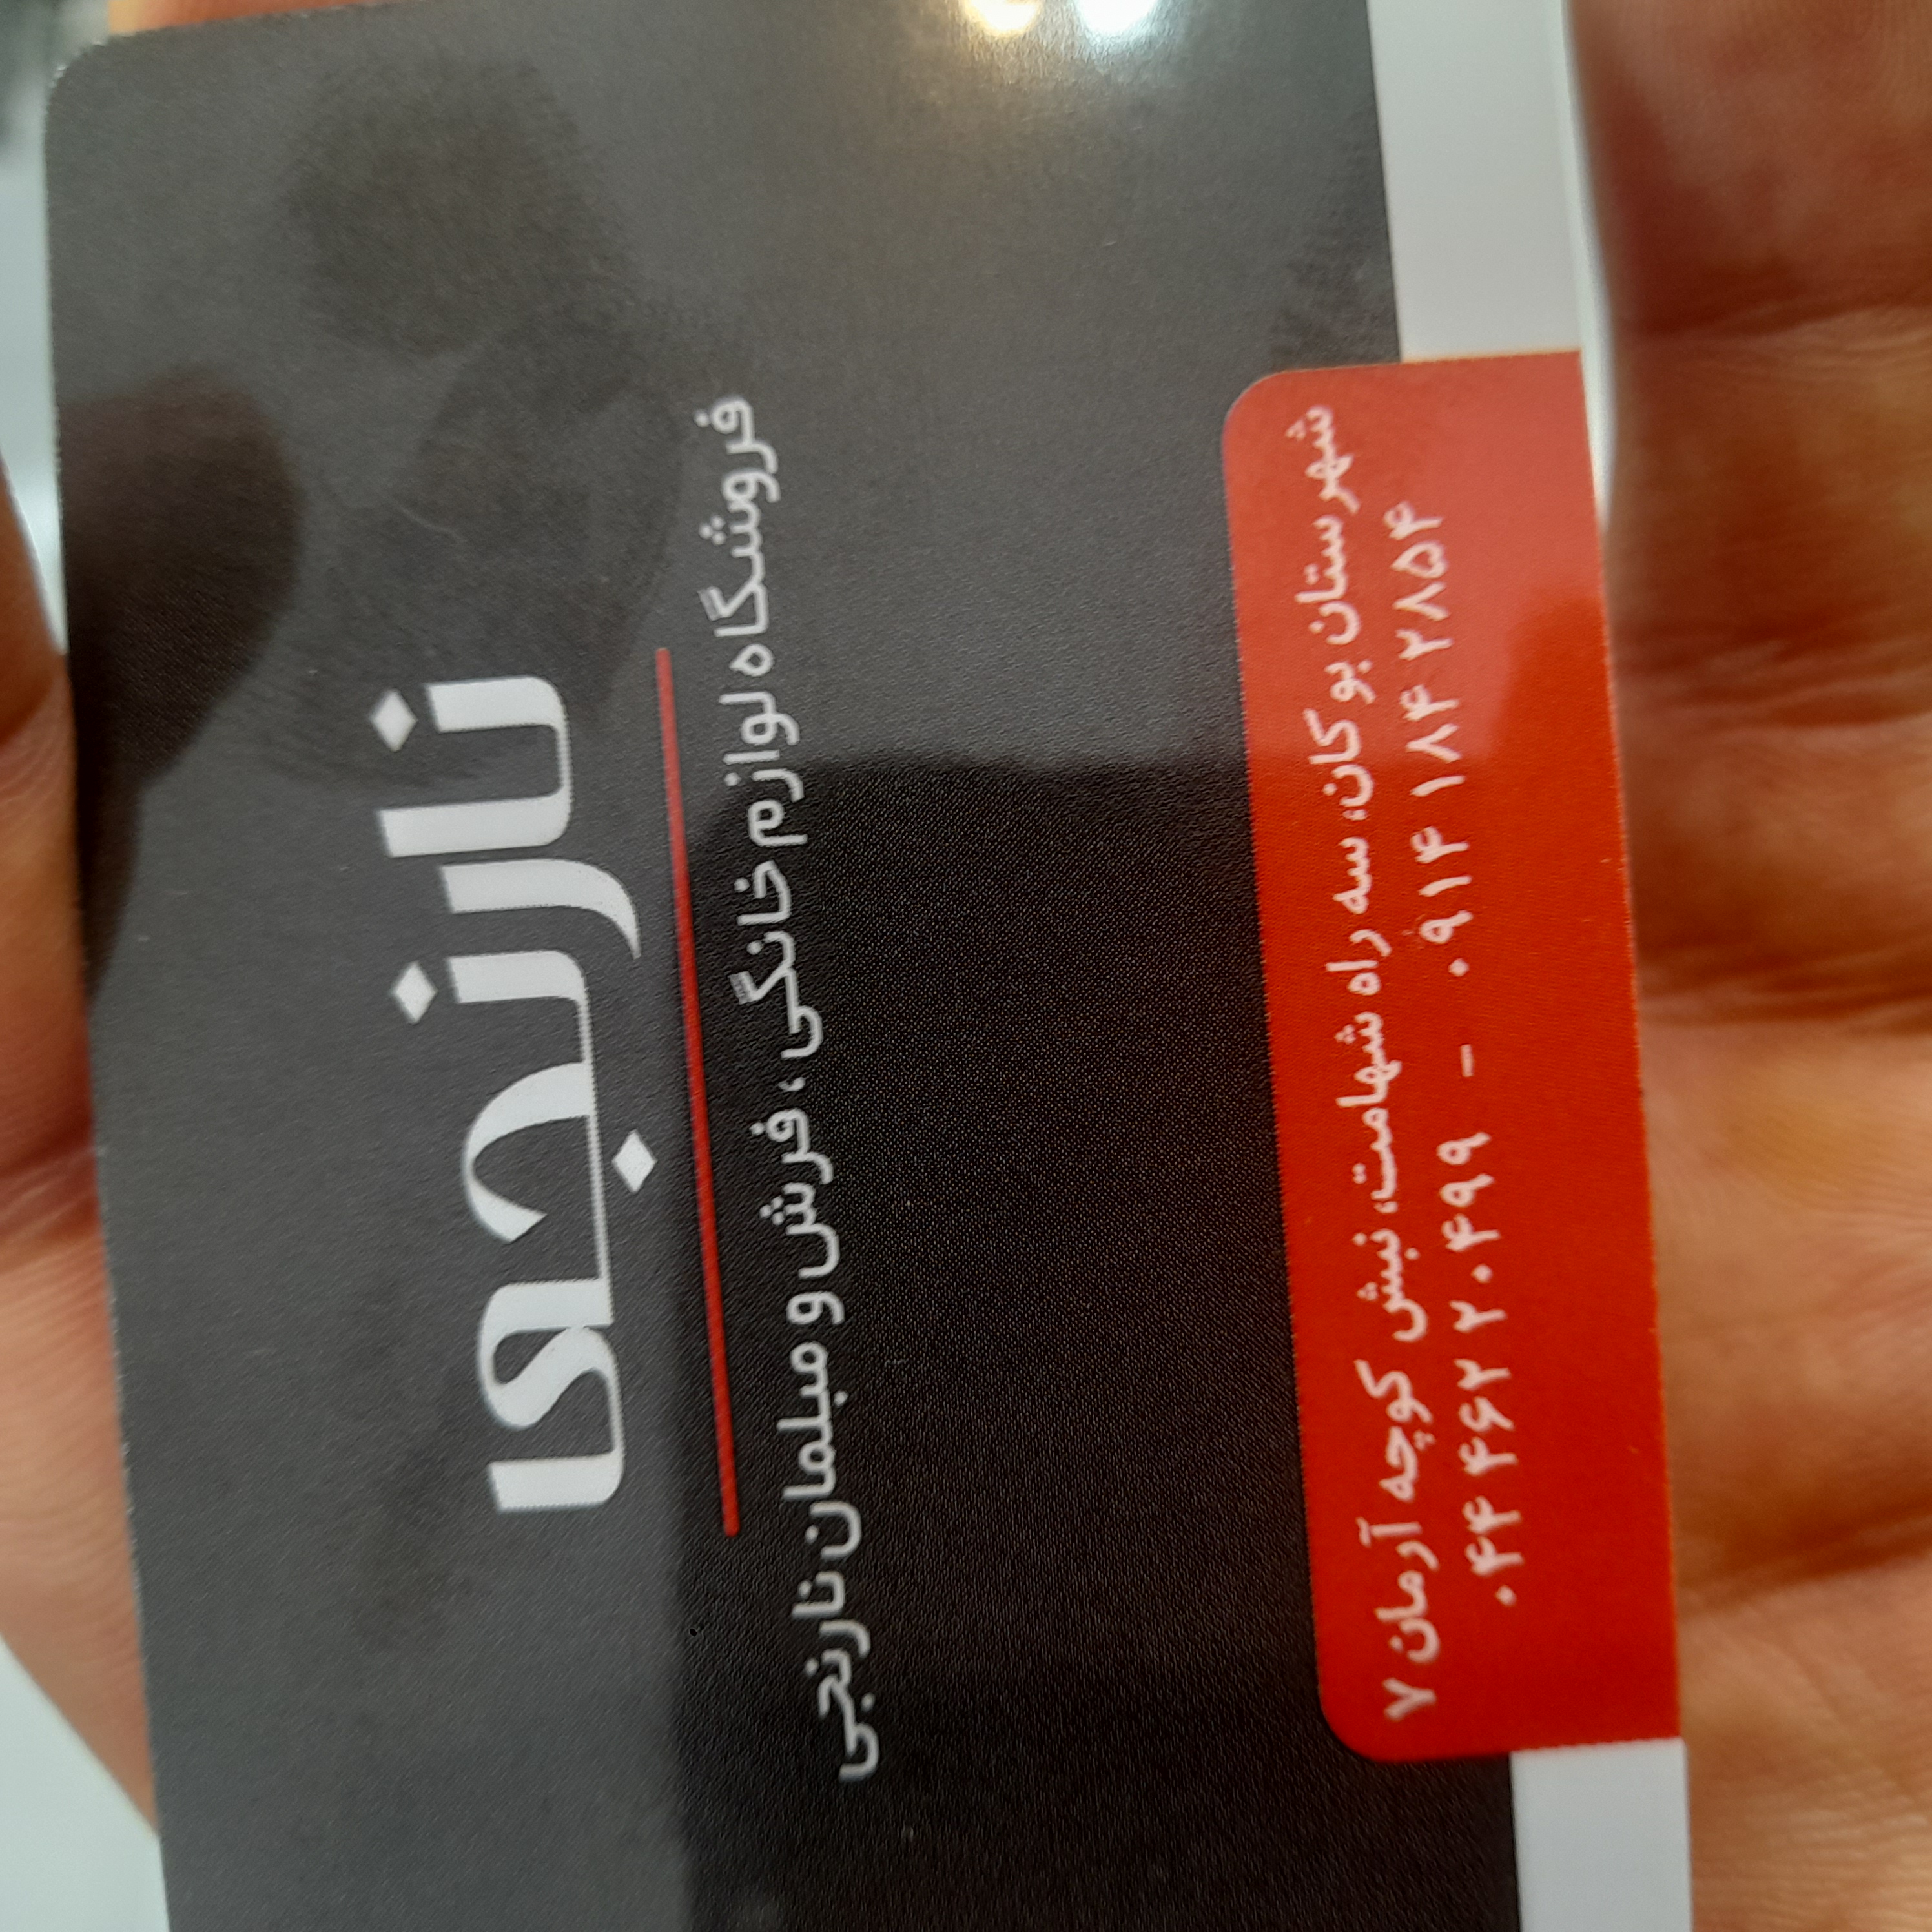 نارنجی
فروشگاه لوازم خانگی، فرش و مبلمان نارنجی
شهرستان بوکان، سه راه شهامت، نبش کوچه آرمان ۷
۰۴۴۴۶۲۲۰۴۹۹ - ۰۹۱۴۱۸۴۲۸۵۴